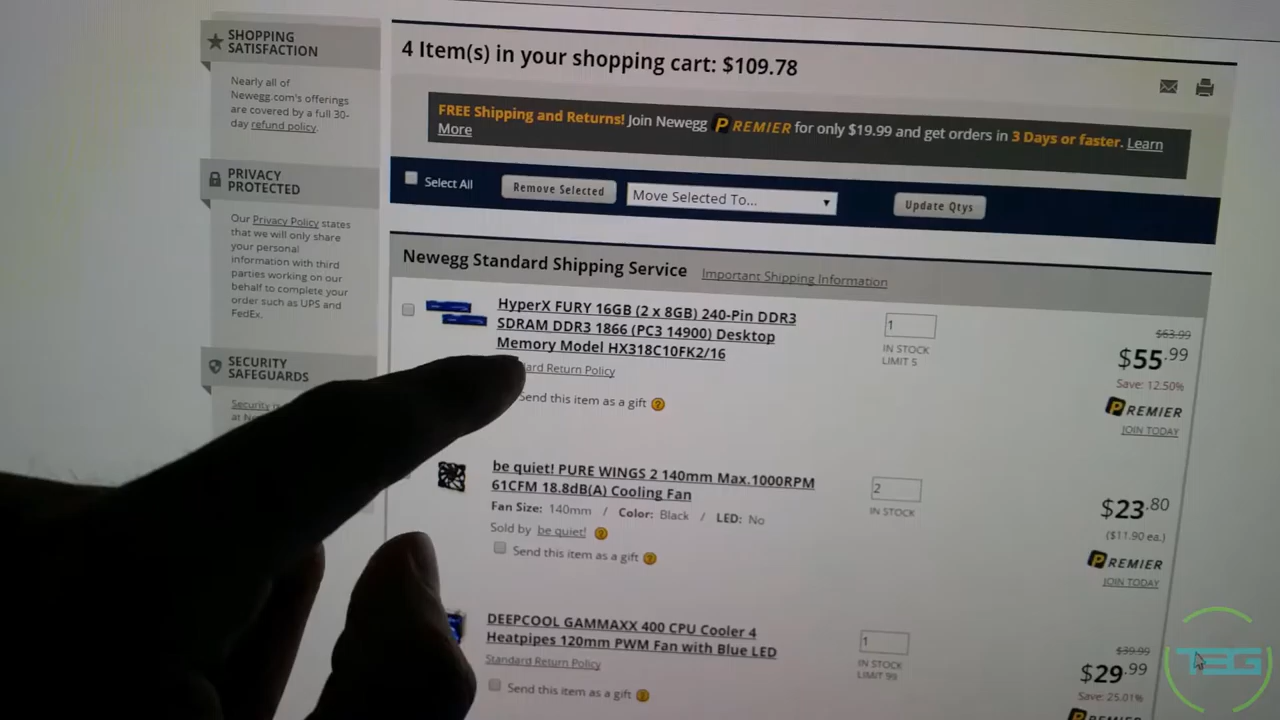 SHOPPING
SATISFACTION
Nearly all of
Newegg.com's offerings
are covered by a full 30-
day refund policy.
PRIVACY
PROTECTED
Our Privacy Policy states
that we will only share
your personal
information with third
parties working on our
behalf to complete your
order such as UPS and
FedEx.
SECURITY
SAFEGUARDS
Security
4 Item(s) in your shopping cart: $109.78
FREE Shipping and Returns! Join Newegg PREMIER for only $19.99 and get orders in 3 Days or faster. Learn
More
Select All
Remove Selected
Move Selected To...
Update Qtys
Newegg Standard Shipping Service
Important Shipping Information
HyperX FURY 16GB (2 x 8GB) 240-Pin DDR3
SDRAM DDR3 1866 (PC3 14900) Desktop
Memory Model HX318C10FK2/16
Return Policy
Send this item as a gift ?
1
IN STOCK
LIMIT 5
$63.99
$55.99
Save: 12.50%
PREMIER
JOIN TODAY
be quiet! PURE WINGS 2 140mm Max.1000RPM
61CFM 18.8dB(A) Cooling Fan
Fan Size: 140mm / Color: Black / LED: No
Sold by be quiet! ?
Send this item as a gift ?
2
IN STOCK
$23.80
($11.90 ea.)
PREMIER
JOIN TODAY
DEEPCOOL GAMMAXX 400 CPU Cooler 4
Heatpipes 120mm PWM Fan with Blue LED
Standard Return Policy
Send this item as a gift ?
1
IN STOCK
LIMIT 99
$39.99
$29.99
Save: 25.01%
TEG